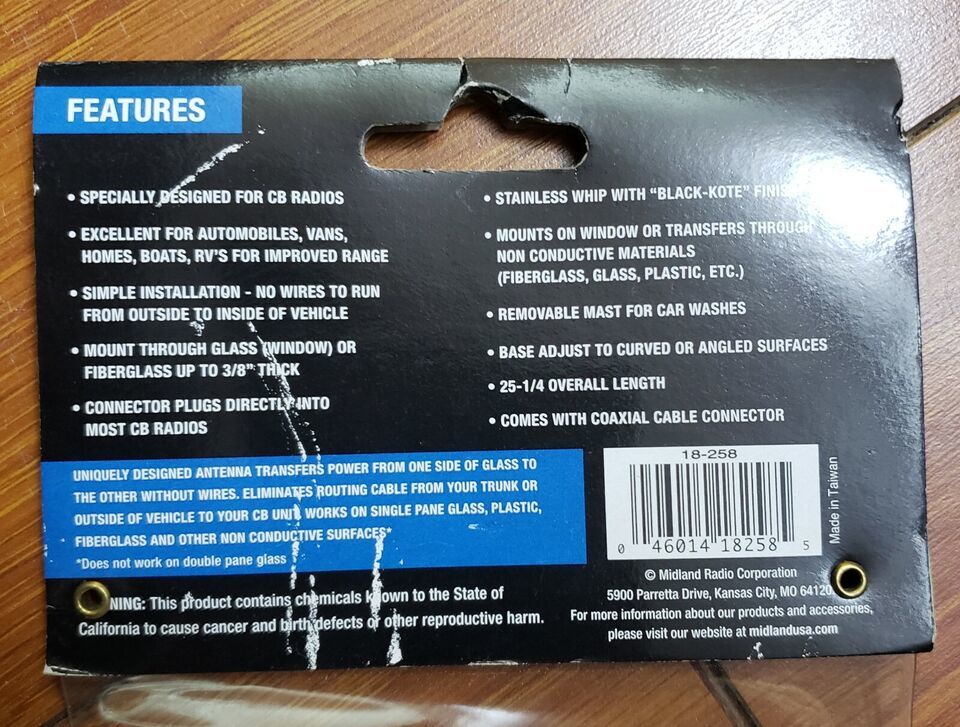 FEATURES
• SPECIALLY DESIGNED FOR CB RADIOS
• EXCELLENT FOR AUTOMOBILES, VANS,
HOMES, BOATS, RV'S FOR IMPROVED RANGE
• SIMPLE INSTALLATION - NO WIRES TO RUN
FROM OUTSIDE TO INSIDE OF VEHICLE
• MOUNT THROUGH GLASS (WINDOW) OR
FIBERGLASS UP TO 3/8" THICK
• CONNECTOR PLUGS DIRECTLY INTO
MOST CB RADIOS
• STAINLESS WHIP WITH "BLACK-KOTE" FINISH
• MOUNTS ON WINDOW OR TRANSFERS THROUGH
NON CONDUCTIVE MATERIALS
(FIBERGLASS, GLASS, PLASTIC, ETC.)
• REMOVABLE MAST FOR CAR WASHES
• BASE ADJUST TO CURVED OR ANGLED SURFACES
• 25-1/4 OVERALL LENGTH
• COMES WITH COAXIAL CABLE CONNECTOR
UNIQUELY DESIGNED ANTENNA TRANSFERS POWER FROM ONE SIDE OF GLASS TO
THE OTHER WITHOUT WIRES. ELIMINATES ROUTING CABLE FROM YOUR TRUNK OR
OUTSIDE OF VEHICLE TO YOUR CB UNIT. WORKS ON SINGLE PANE GLASS, PLASTIC,
FIBERGLASS AND OTHER NON CONDUCTIVE SURFACES*
*Does not work on double pane glass
NING: This product contains chemicals known to the State of
California to cause cancer and birth defects or other reproductive harm.
18-258
0 46014 18258 5
Made in Taiwan
© Midland Radio Corporation
5900 Parretta Drive, Kansas City, MO 64120
For more information about our products and accessories,
please visit our website at midlandusa.com